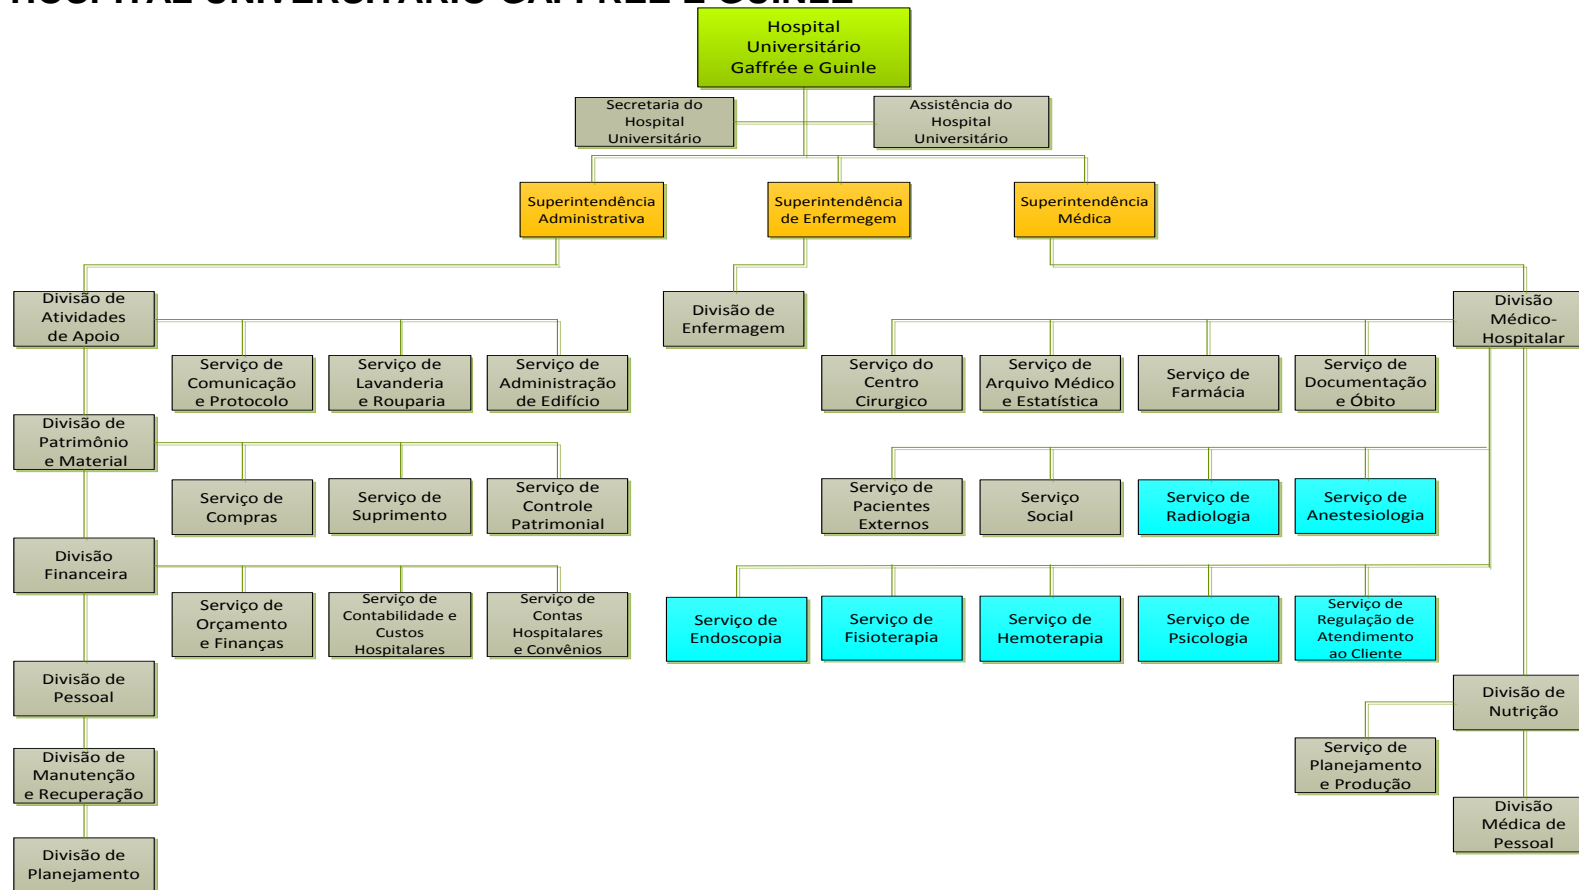 HOSPITAL UNIVERCITÁRIO GAFFRÉE E GUINLE
Hospital
Universitário
Gaffrée e Guinle
Secretaria do
Hospital
Universitário
Assistência do
Hospital
Universitário
Superintendência
Administrativa
Superintendência
de Enfermegem
Superintendência
Médica
Divisão de
Atividades
de Apoio
Divisão de
Enfermagem
Divisão
Médico-
Hospitalar
Serviço de
Comunicação
e Protocolo
Serviço de
Lavanderia
e Rouparia
Serviço de
Administração
de Edifício
Serviço do
Centro
Cirurgico
Serviço de
Arquivo Médico
e Estatística
Serviço de
Farmácia
Serviço de
Documentação
e Óbito
Divisão de
Patrimônio
e Material
Serviço de
Compras
Serviço de
Suprimento
Serviço de
Controle
Patrimonial
Serviço de
Pacientes
Externos
Serviço
Social
Serviço de
Radiologia
Serviço de
Anestesiologia
Divisão
Financeira
Serviço de
Orçamento
e Finanças
Serviço de
Contabilidade e
Custos
Hospitalares
Serviço de
Contas
Hospitalares
e Convênios
Serviço de
Endoscopia
Serviço de
Fisioterapia
Serviço de
Hemoterapia
Serviço de
Psicologia
Serviço de
Regulação de
Atendimento
ao Cliente
Divisão de
Pessoal
Divisão de
Nutrição
Divisão de
Manutenção
e Recuperação
Serviço de
Planejamento
e Produção
Divisão
Médica de
Pessoal
Divisão de
Planejamento